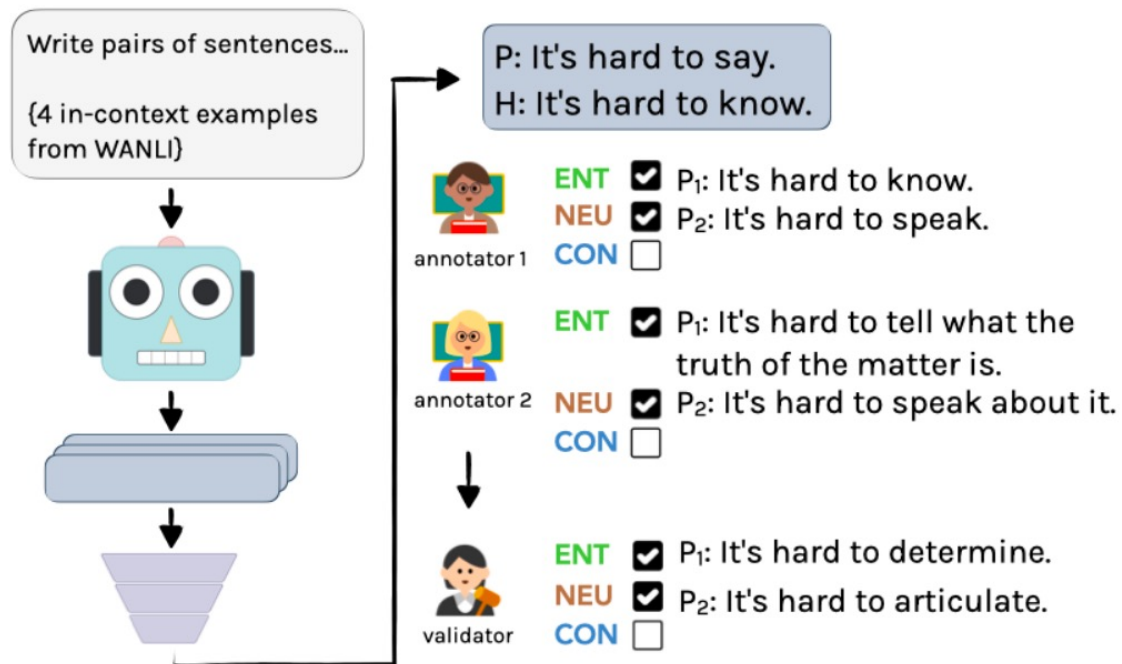 Write pairs of sentences...
{4 in-context examples
from WANLI}
P: It's hard to say.
H: It's hard to know.
annotator 1
ENT P₁: It's hard to know.
NEU P₂: It's hard to speak.
CON
annotator 2
ENT P₁: It's hard to tell what the
truth of the matter is.
NEU P₂: It's hard to speak about it.
CON
validator
ENT P₁: It's hard to determine.
NEU P₂: It's hard to articulate.
CON